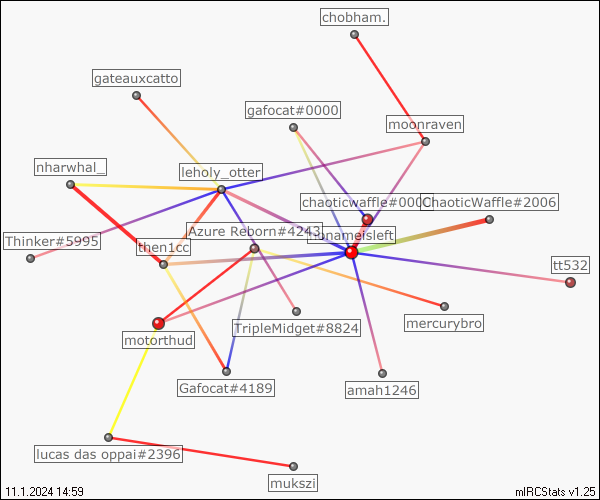 chobham.
gateauxcatto
gafocat#0000
moonraven
nharwhal_
leholy_otter
chaoticwaffle#0000
ChaoticWaffle#2006
Azure Reborn#4243
nonameisleft
Thinker#5995
then1cc
tt532
motorthud
TripleMidget#8824
mercurybro
Gafocat#4189
amah1246
lucas das oppai#2396
mukszi
11.1.2024 14:59
mIRCStats v1.25